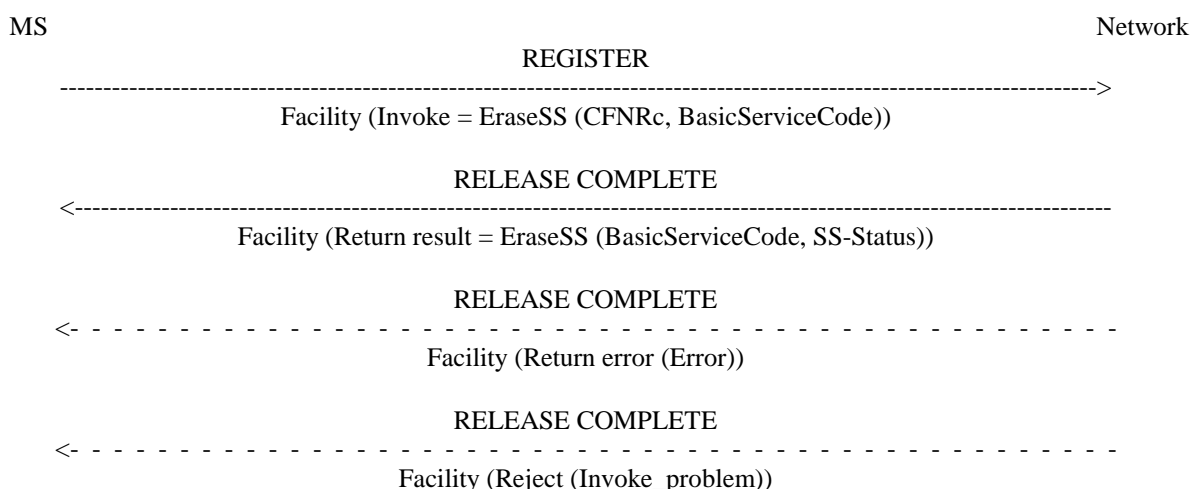 MS Network
REGISTER
Facility (Invoke = EraseSS (CFNRc, BasicServiceCode))
RELEASE COMPLETE
Facility (Return result = EraseSS (BasicServiceCode, SS-Status))
RELEASE COMPLETE
Facility (Return error (Error))
RELEASE COMPLETE
Facility (Reject (Invoke_problem))